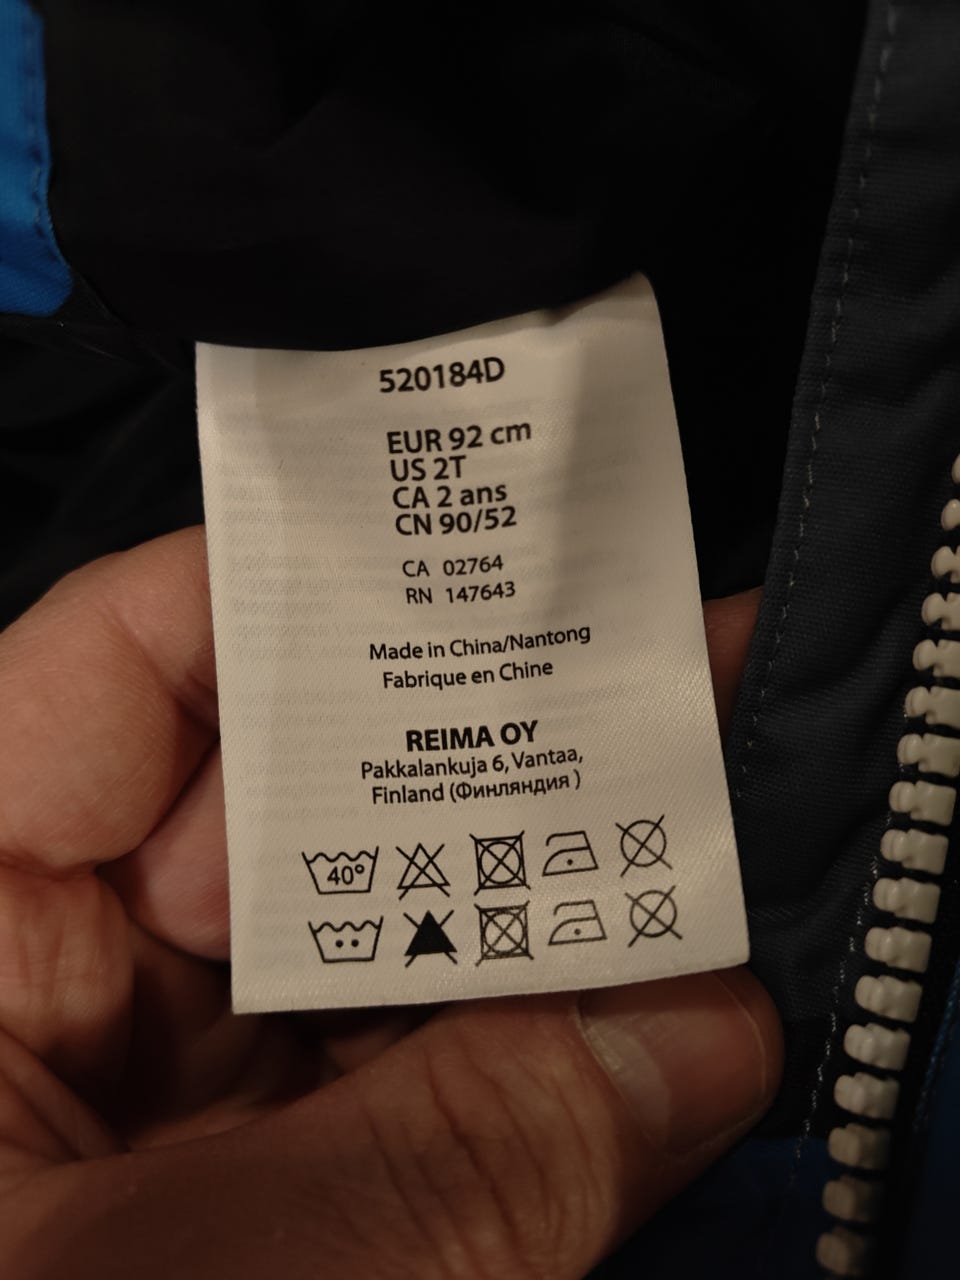 520184D
EUR 92 cm
US 2T
CA 2 ans
CN 90/52
CA 02764
RN 147643
Made in China/Nantong
Fabrique en Chine
REIMA OY
Pakkalankuja 6, Vantaa,
Finland (Финляндия )
40°